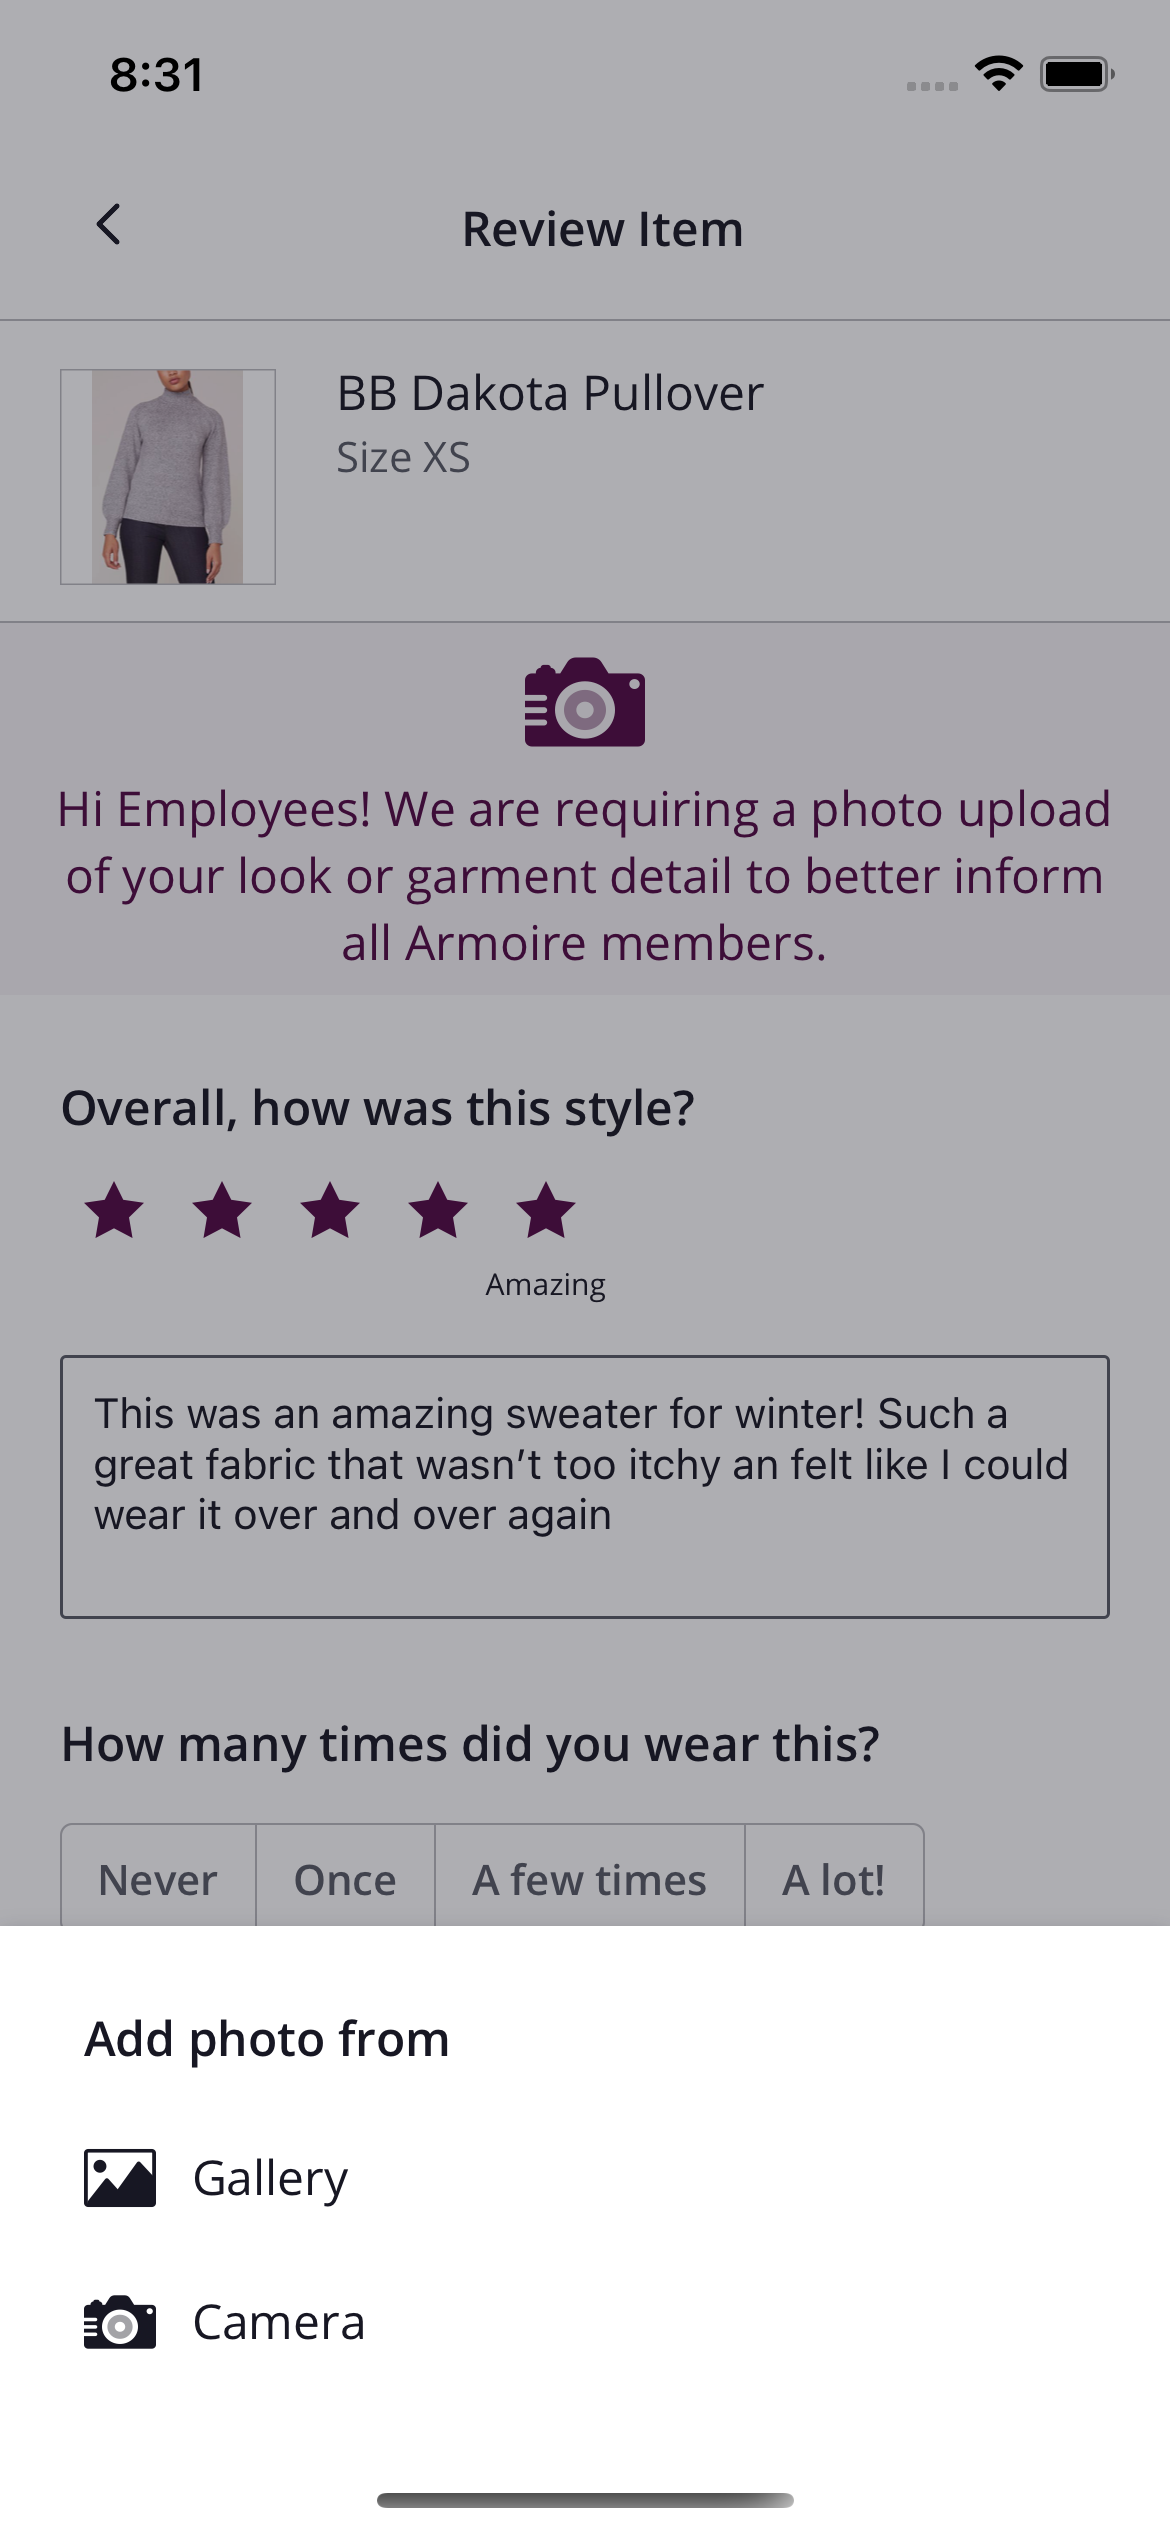 8:31
Review Item
BB Dakota Pullover
Size XS
Hi Employees! We are requiring a photo upload
of your look or garment detail to better inform
all Armoire members.
Overall, how was this style?
Amazing
This was an amazing sweater for winter! Such a
great fabric that wasn’t too itchy an felt like I could
wear it over and over again
How many times did you wear this?
Never Once A few times A lot!
Add photo from
Gallery
Camera